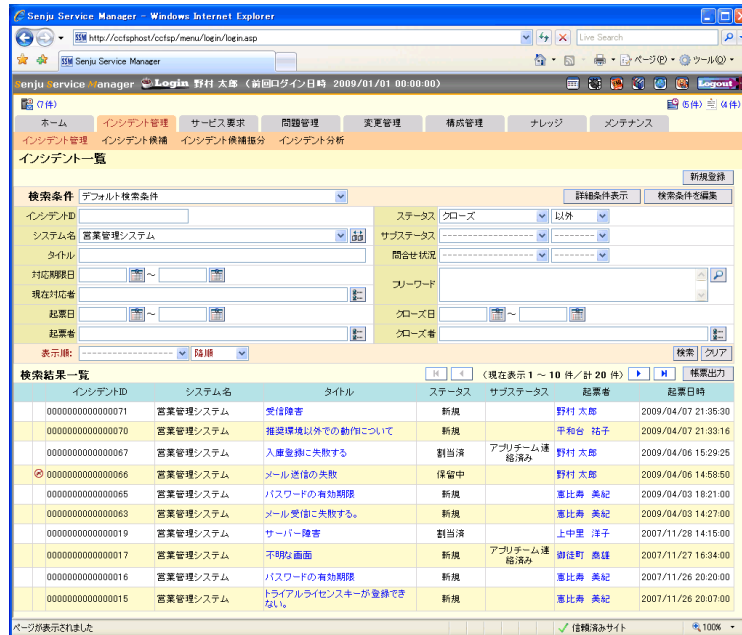 Senju Service Manager - Windows Internet Explorer
http://cctsphost/ccfsp/menu/login/login.asp
Live Search
Senju Service Manager
ページ(P)
ツール(O)
Senju Service Manager Login 野村 太郎 (前回ログイン日時 2009/01/01 00:00:00)
Logout
(7件)
(5件) (4件)
ホーム インシデント管理 サービス要求 問題管理 変更管理 構成管理 ナレッジ メンテナンス
インシデント管理 インシデント候補 インシデント候補振分 インシデント分析
インシデント一覧
新規登録
検索条件 デフォルト検索条件 詳細条件表示 検索条件を編集
インシデントID ステータス クローズ 以外
システム名 営業管理システム サブステータス -------------------- --------
タイトル 問合せ状況 -------------------- --------
対応期限日 ~ フリーワード
現在対応者
起票日 ~ クローズ日 ~
起票者 クローズ者
表示順: -------------------- 降順 検索 クリア
検索結果一覧 (現在表示 1 ~ 10 件/計 20 件) 帳票出力
インシデントID システム名 タイトル ステータス サブステータス 起票者 起票日時
0000000000000071 営業管理システム 受信障害 新規 野村 太郎 2009/04/07 21:35:30
0000000000000070 営業管理システム 推奨環境以外での動作について 新規 平和台 祐子 2009/04/07 21:33:16
0000000000000067 営業管理システム 入庫登録に失敗する 割当済 アプリチーム連絡済み 野村 太郎 2009/04/06 15:29:25
0000000000000066 営業管理システム メール送信の失敗 保留中 野村 太郎 2009/04/06 14:58:50
0000000000000065 営業管理システム パスワードの有効期限 新規 恵比寿 美紀 2009/04/03 18:21:00
0000000000000063 営業管理システム メール受信に失敗する。 新規 恵比寿 美紀 2009/04/03 14:27:00
0000000000000019 営業管理システム サーバー障害 割当済 上中里 洋子 2007/11/28 14:15:00
0000000000000017 営業管理システム 不明な画面 新規 アプリチーム連絡済み 御徒町 泰雄 2007/11/27 16:34:00
0000000000000016 営業管理システム パスワードの有効期限 新規 恵比寿 美紀 2007/11/26 20:20:00
0000000000000015 営業管理システム トライアルライセンスキーが登録できない。 新規 恵比寿 美紀 2007/11/26 20:07:00
ページが表示されました 信頼済みサイト 100%